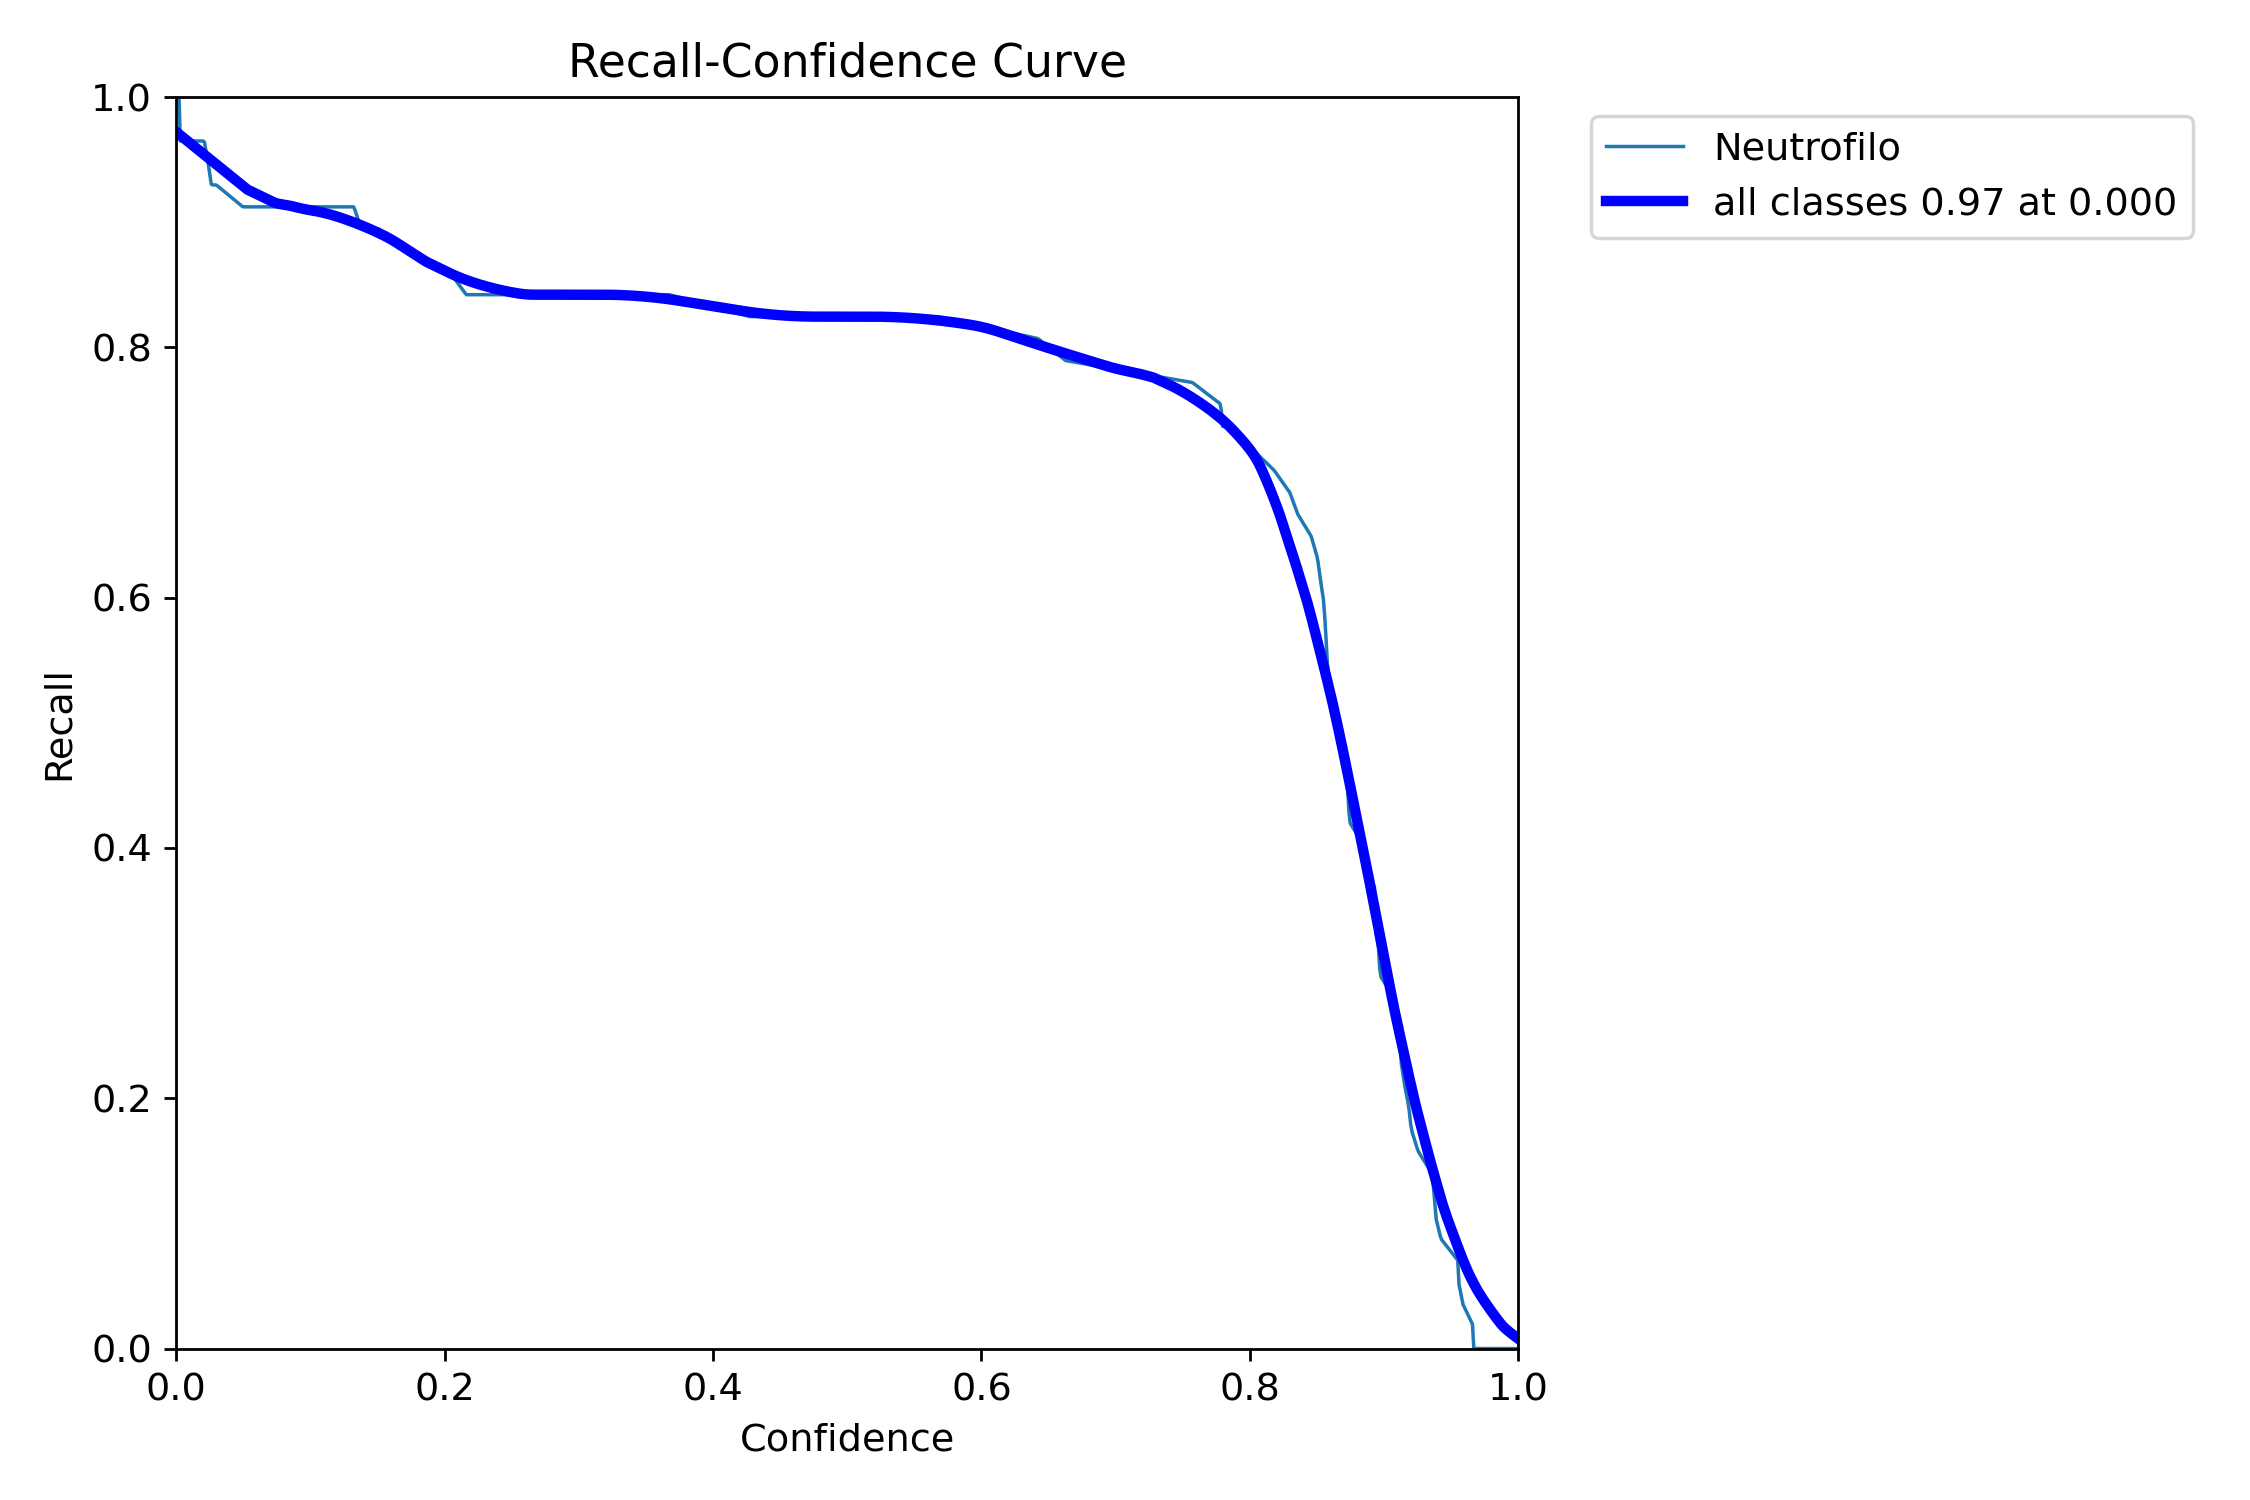 Recall-Confidence Curve
1.0
0.8
0.6
0.4
0.2
0.0
Recall
0.0 0.2 0.4 0.6 0.8 1.0
Confidence
Neutrofilo
all classes 0.97 at 0.000